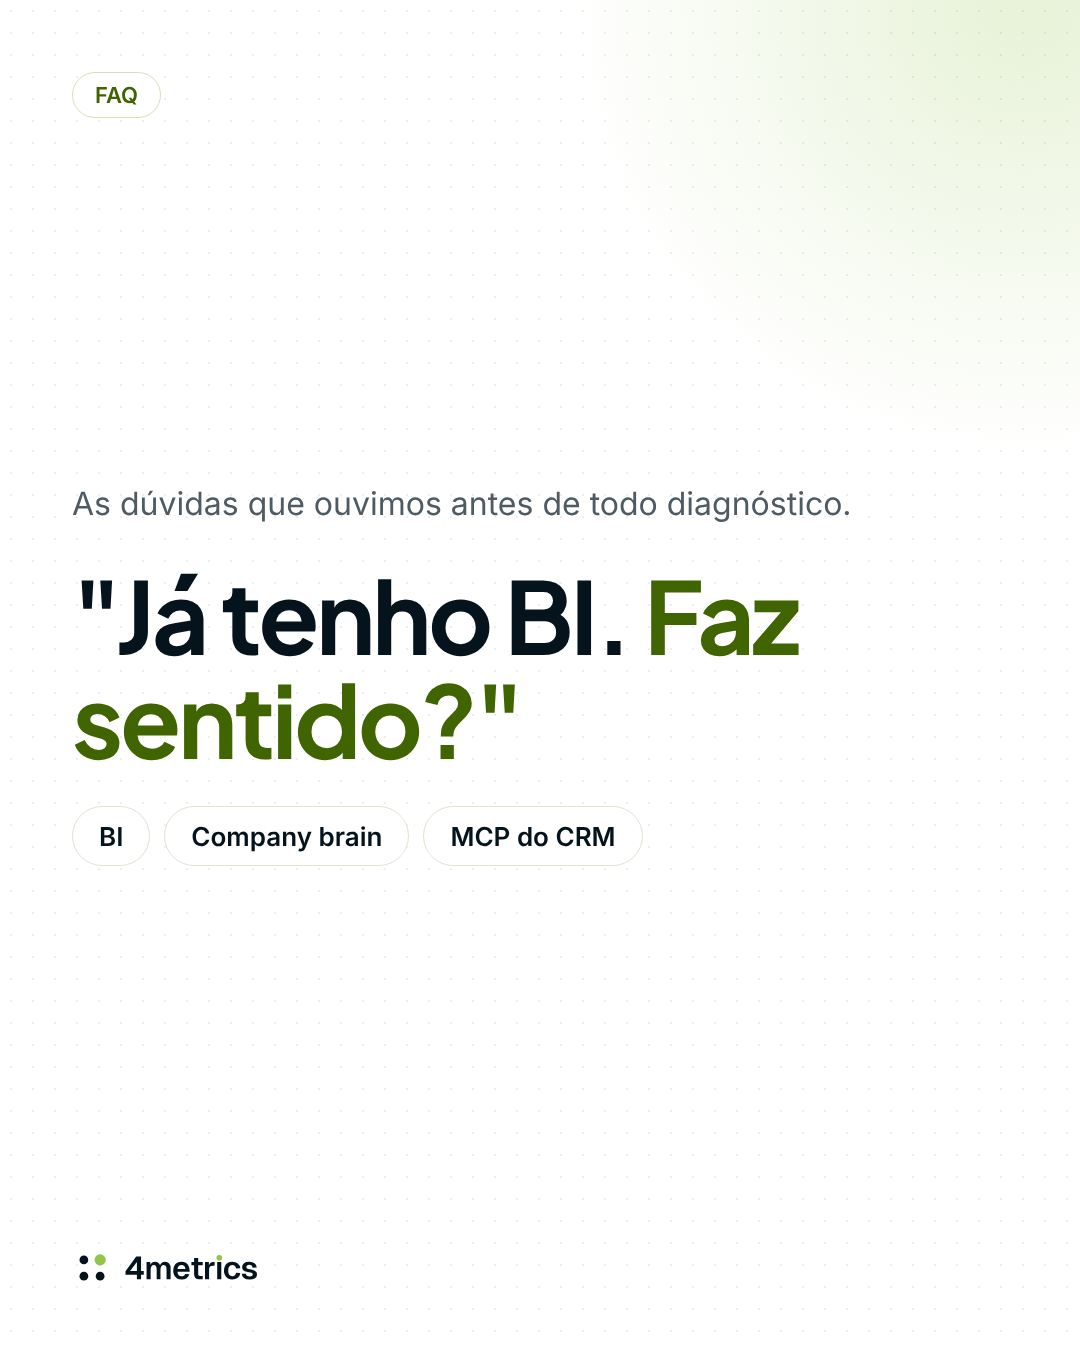 FAQ
As dúvidas que ouvimos antes de todo diagnóstico.
"Já tenho BI. Faz
sentido?"
BI
Company brain
MCP do CRM
4metrics